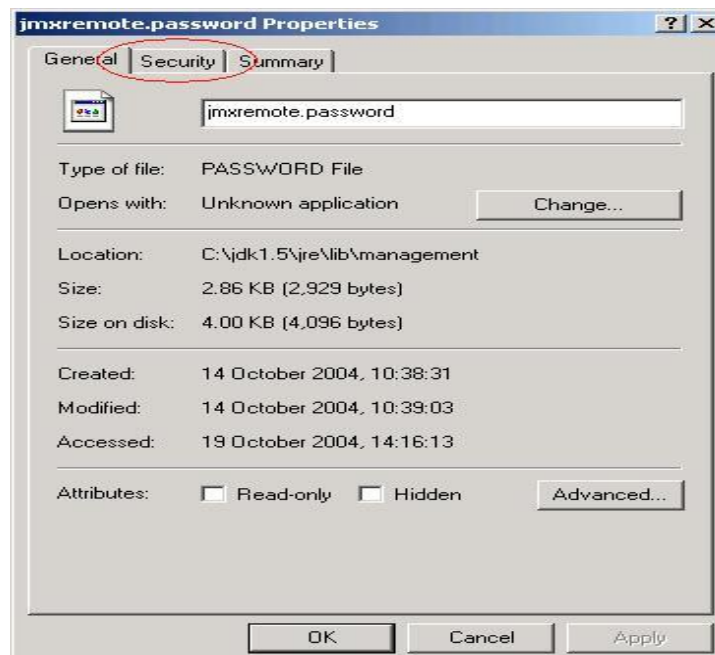 jmxremote.password Properties
General Security Summary
jmxremote.password
Type of file: PASSWORD File
Opens with: Unknown application Change...
Location: C:\jdk1.5\jre\lib\management
Size: 2.86 KB (2,929 bytes)
Size on disk: 4.00 KB (4,096 bytes)
Created: 14 October 2004, 10:38:31
Modified: 14 October 2004, 10:39:03
Accessed: 19 October 2004, 14:16:13
Attributes: Read-only Hidden Advanced...
OK Cancel Apply